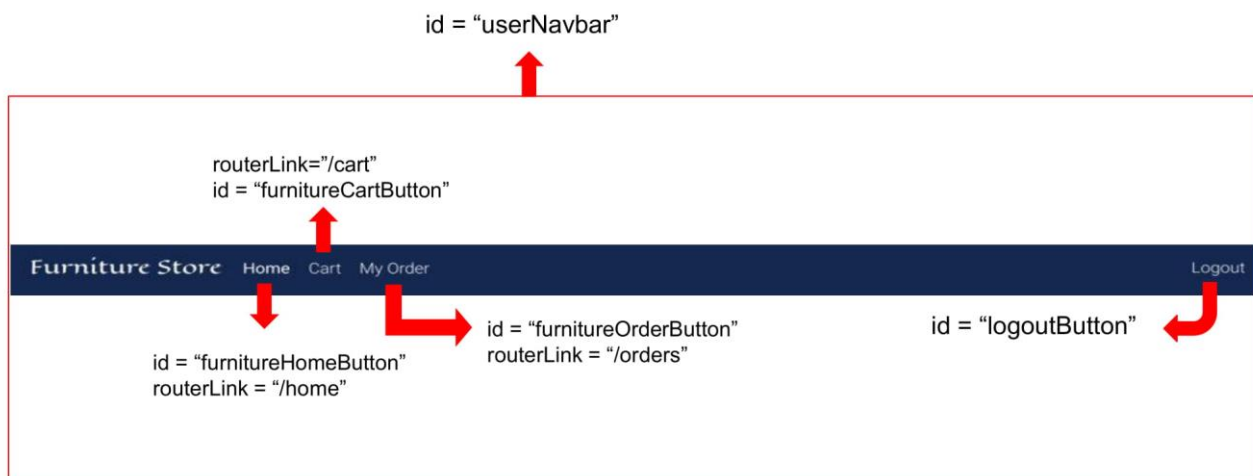 id = “userNavbar”
routerLink=”/cart”
id = “furnitureCartButton”
Furniture Store Home Cart My Order Logout
id = “furnitureOrderButton”
routerLink = “/orders”
id = “logoutButton”
id = “furnitureHomeButton”
routerLink = “/home”